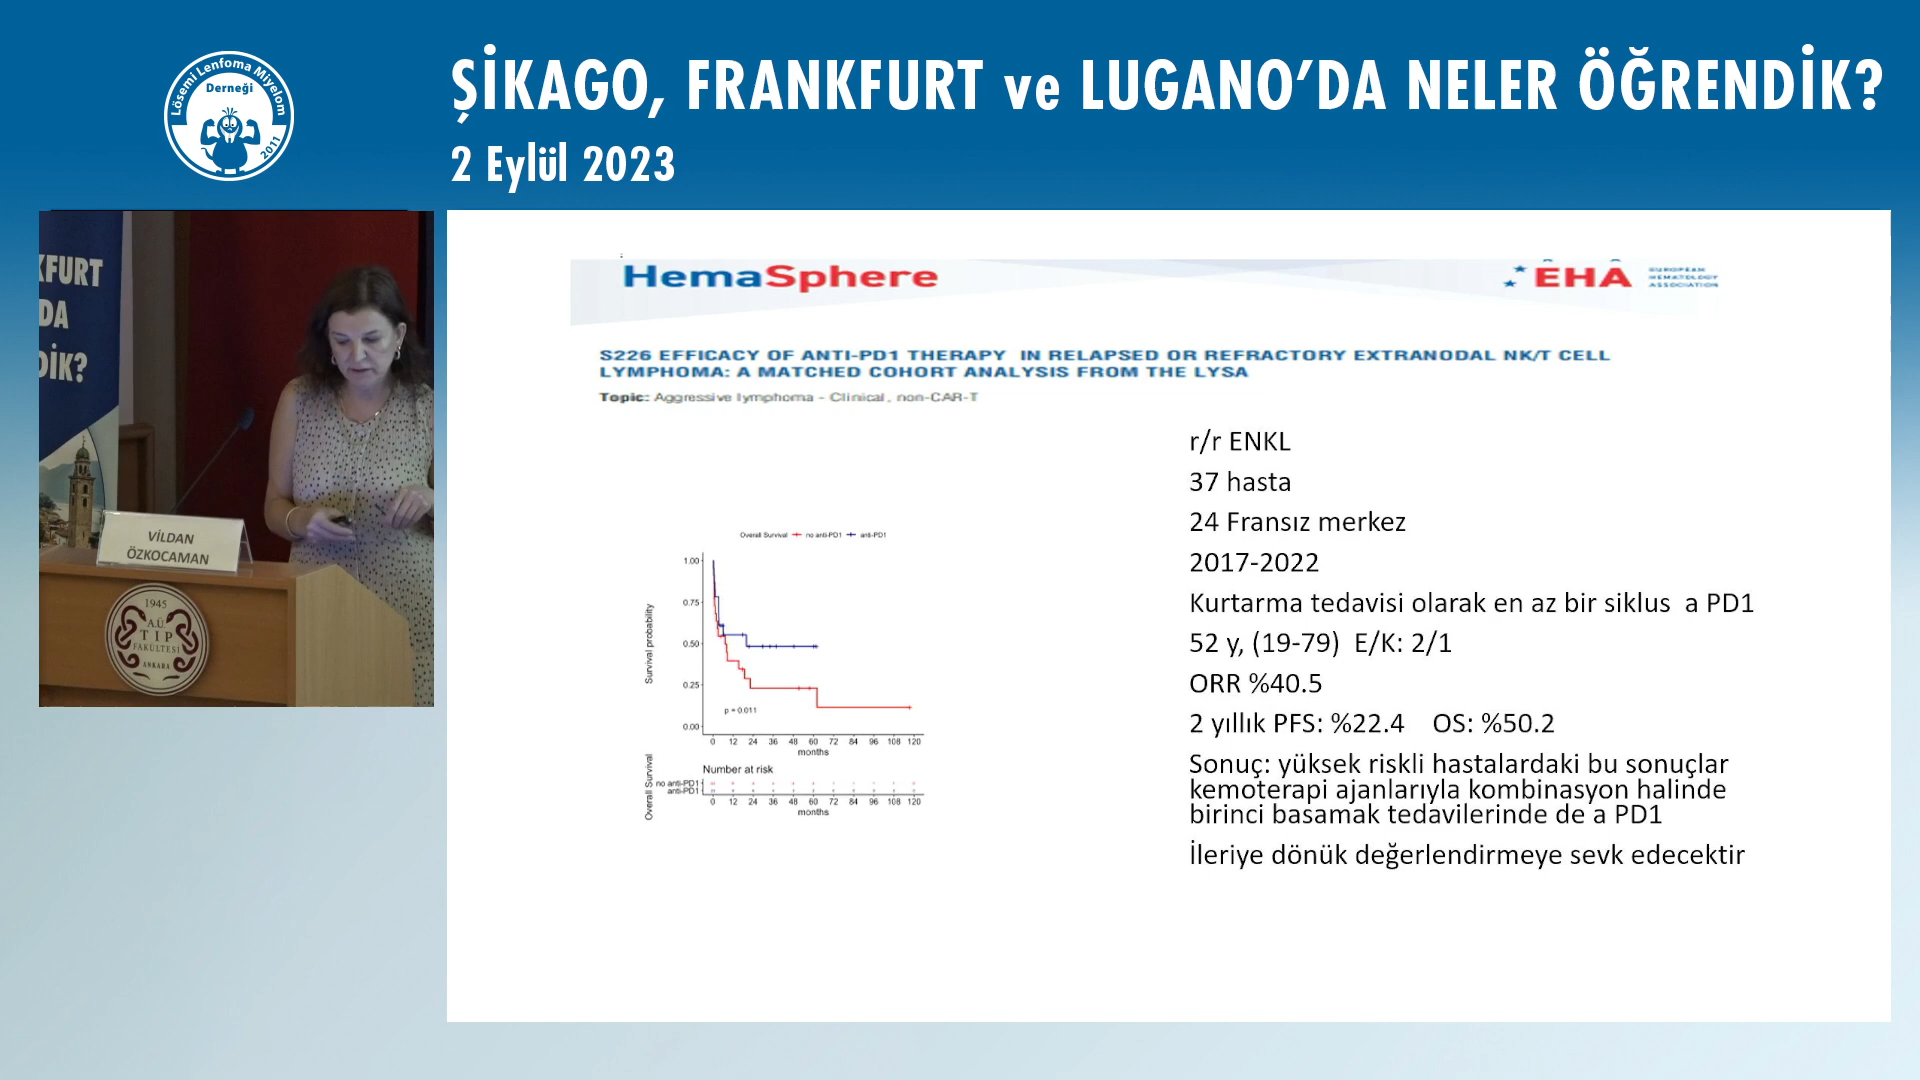 Lösemi Lenfoma Miyelom
Derneği
2011
ŞİKAGO, FRANKFURT ve LUGANO’DA NELER ÖĞRENDİK?
2 Eylül 2023
KFURT
DA
DİK?
VİLDAN
ÖZKOCAMAN
1945
A.Ü.
TIP
FAKÜLTESİ
ANKARA
HemaSphere
EHA
EUROPEAN
HEMATOLOGY
ASSOCIATION
S226 EFFICACY OF ANTI-PD1 THERAPY IN RELAPSED OR REFRACTORY EXTRANODAL NK/T CELL
LYMPHOMA: A MATCHED COHORT ANALYSIS FROM THE LYSA
Topic: Aggressive lymphoma - Clinical, non-CAR-T
Overall Survival no anti-PD1 anti-PD1
Survival probability
1.00
0.75
0.50
0.25
0.00
p = 0.011
0 12 24 36 48 60 72 84 96 108 120
months
Number at risk
Overall Survival
no anti-PD1
anti-PD1
0 12 24 36 48 60 72 84 96 108 120
months
r/r ENKL
37 hasta
24 Fransız merkez
2017-2022
Kurtarma tedavisi olarak en az bir siklus a PD1
52 y, (19-79) E/K: 2/1
ORR %40.5
2 yıllık PFS: %22.4 OS: %50.2
Sonuç: yüksek riskli hastalardaki bu sonuçlar
kemoterapi ajanlarıyla kombinasyon halinde
birinci basamak tedavilerinde de a PD1
İleriye dönük değerlendirmeye sevk edecektir